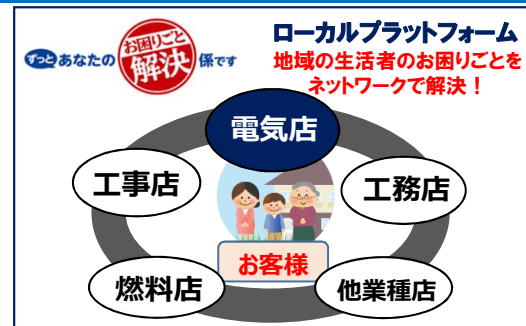 ずっとあなたの お困りごと 解決 係です
ローカルプラットフォーム
地域の生活者のお困りごとを
ネットワークで解決！
電気店
工事店
工務店
お客様
燃料店
他業種店